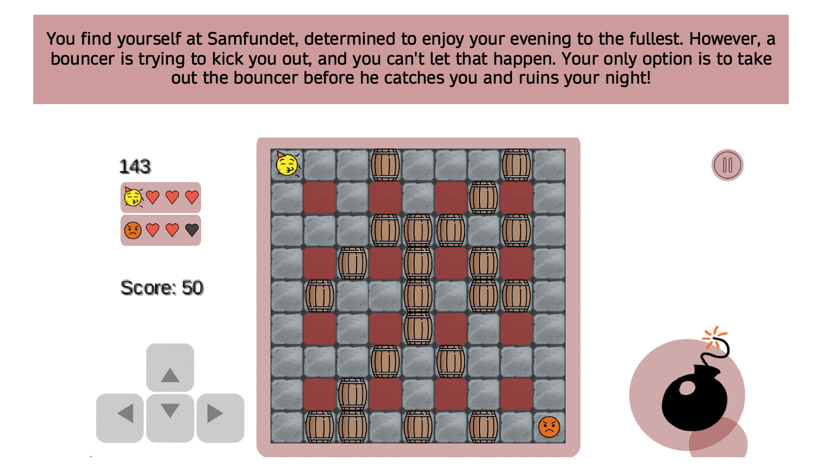 You find yourself at Samfundet, determined to enjoy your evening to the fullest. However, a
bouncer is trying to kick you out, and you can't let that happen. Your only option is to take
out the bouncer before he catches you and ruins your night!
143
Score: 50